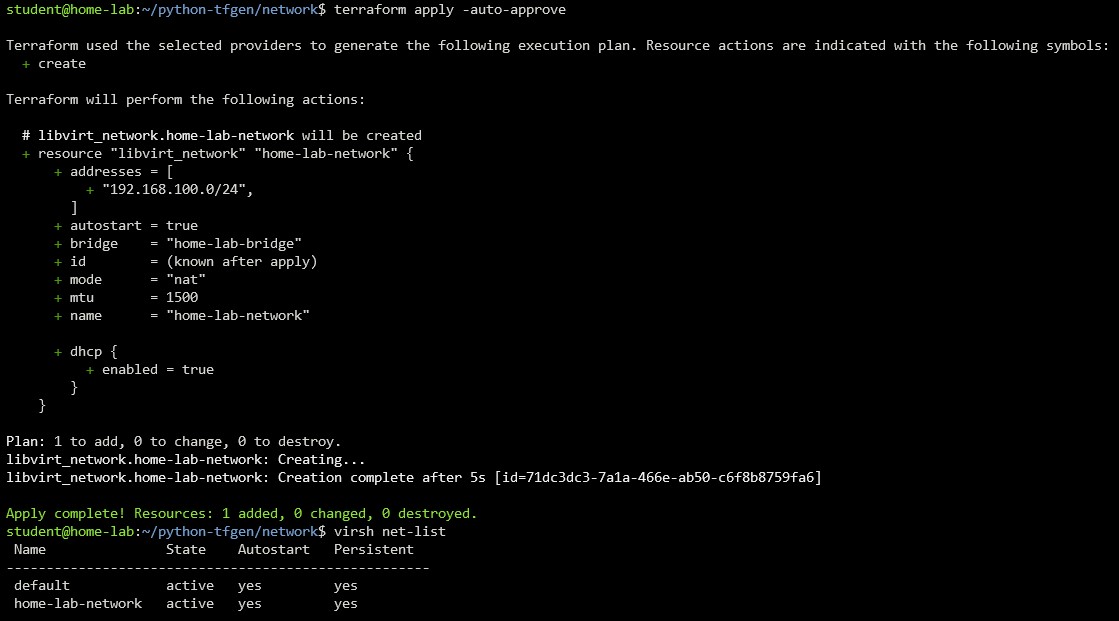 student@home-lab:~/python-tfgen/network$ terraform apply -auto-approve
Terraform used the selected providers to generate the following execution plan. Resource actions are indicated with the following symbols:
  + create
Terraform will perform the following actions:
  # libvirt_network.home-lab-network will be created
  + resource "libvirt_network" "home-lab-network" {
      + addresses = [
          + "192.168.100.0/24",
        ]
      + autostart = true
      + bridge    = "home-lab-bridge"
      + id        = (known after apply)
      + mode      = "nat"
      + mtu       = 1500
      + name      = "home-lab-network"
      + dhcp {
          + enabled = true
        }
    }
Plan: 1 to add, 0 to change, 0 to destroy.
libvirt_network.home-lab-network: Creating...
libvirt_network.home-lab-network: Creation complete after 5s [id=71dc3dc3-7a1a-466e-ab50-c6f8b8759fa6]
Apply complete! Resources: 1 added, 0 changed, 0 destroyed.
student@home-lab:~/python-tfgen/network$ virsh net-list
 Name               State    Autostart   Persistent
-----------------------------------------------------
 default            active   yes         yes
 home-lab-network   active   yes         yes